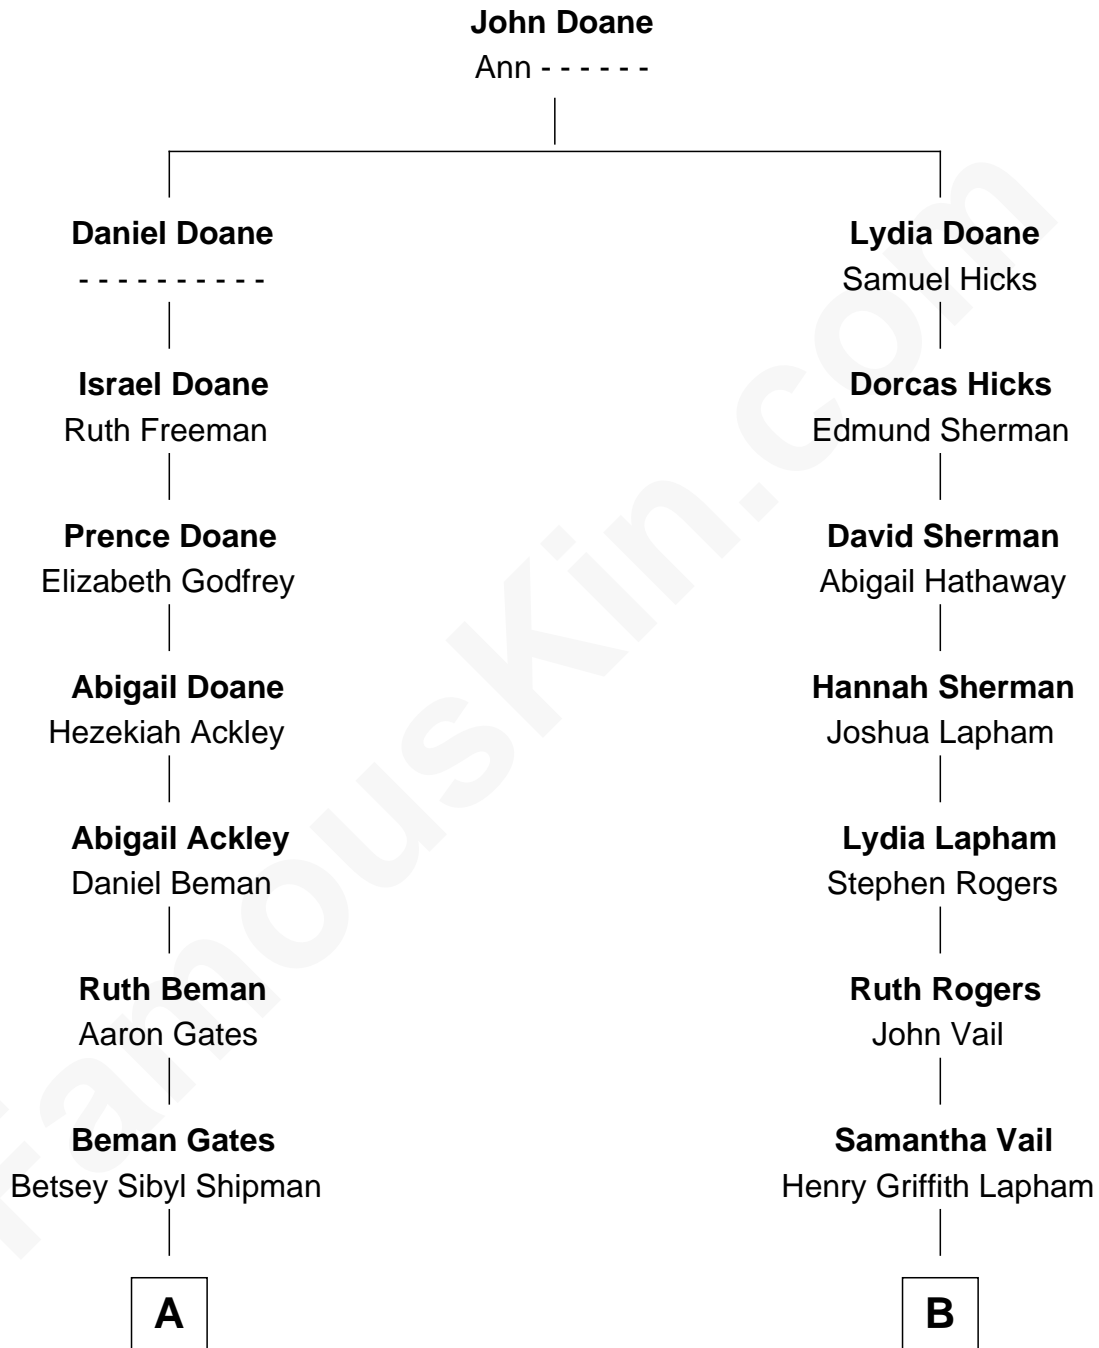 John Doane
Ann - - - - - -
Daniel Doane
- - - - - - - - - -
Lydia Doane
Samuel Hicks
Israel Doane
Ruth Freeman
Dorcas Hicks
Edmund Sherman
Prence Doane
Elizabeth Godfrey
David Sherman
Abigail Hathaway
Abigail Doane
Hezekiah Ackley
Hannah Sherman
Joshua Lapham
Abigail Ackley
Daniel Beman
Lydia Lapham
Stephen Rogers
Ruth Beman
Aaron Gates
Ruth Rogers
John Vail
Beman Gates
Betsey Sibyl Shipman
Samantha Vail
Henry Griffith Lapham
A
B
FamousKin.com